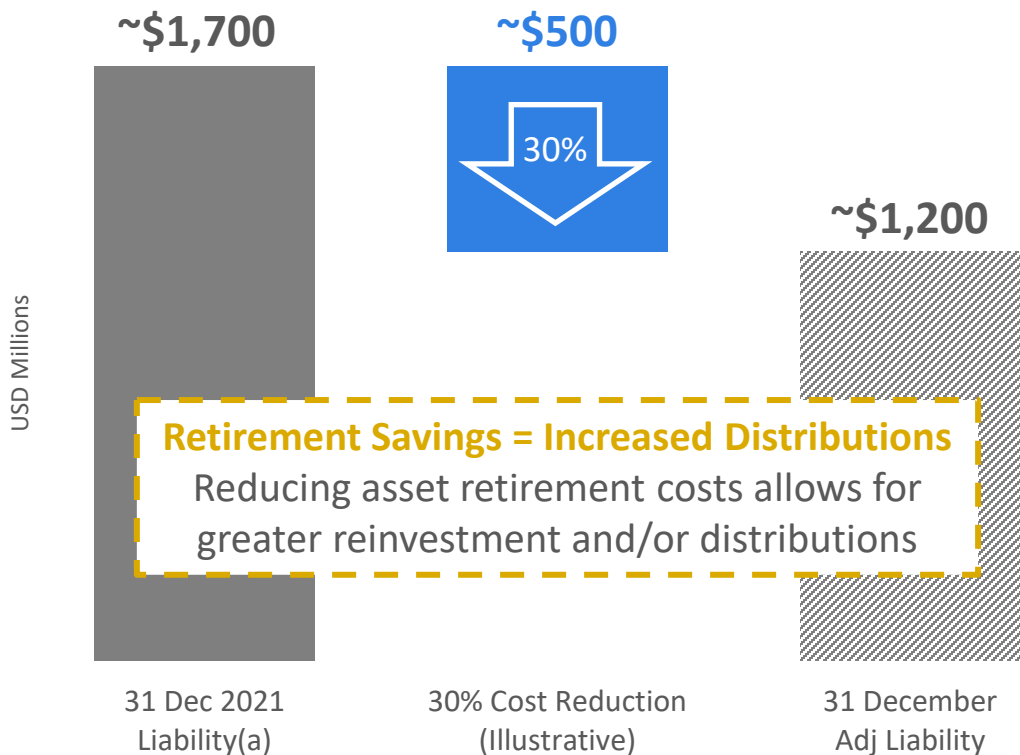 ~$1,700
~$500
30%
~$1,200
USD Millions
Retirement Savings = Increased Distributions
Reducing asset retirement costs allows for
greater reinvestment and/or distributions
31 Dec 2021
Liability(a)
30% Cost Reduction
(Illustrative)
31 December
Adj Liability